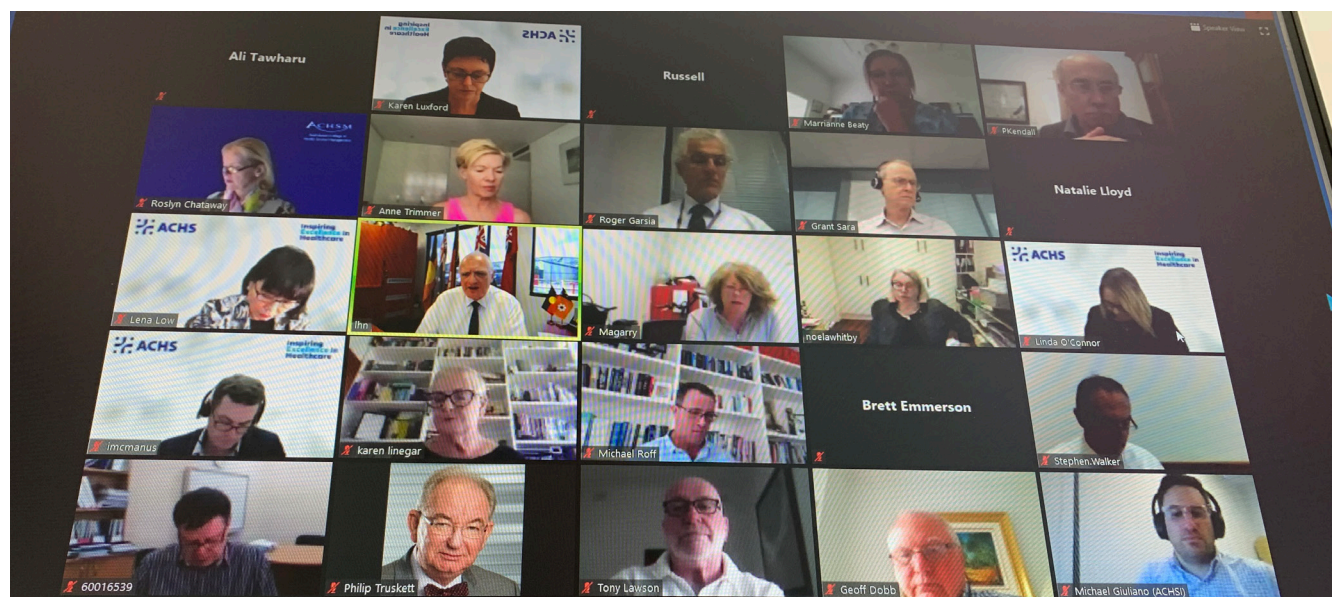 Ali Tawharu
Inspiring
Excellence in
Healthcare
ACHS
Karen Luxford
Russell
Marrianne Beaty
PKendall
Speaker View
ACHSM
Roslyn Chataway
Anne Trimmer
Roger Garsia
Grant Sara
Natalie Lloyd
ACHS
Inspiring
Excellence in
Healthcare
Lena Low
lhn
Magarry
noelawhitby
ACHS
Inspiring
Excellence in
Healthcare
Linda O'Connor
ACHS
Inspiring
Excellence in
Healthcare
lmcmanus
karen linegar
Michael Roff
Brett Emmerson
Stephen.Walker
60016539
Philip Truskett
Tony Lawson
Geoff Dobb
Michael Giuliano (ACHSI)